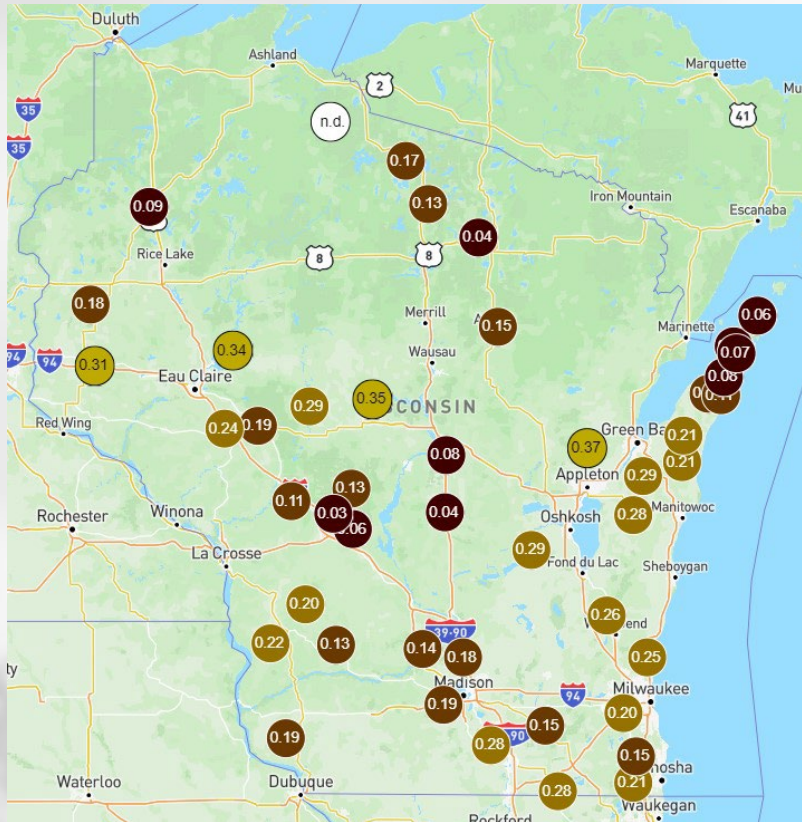 Duluth
Ashland
Marquette
2
41
n.d.
35
35
0.17
0.13
Iron Mountain
Escanaba
0.09
0.04
Rice Lake
8
8
0.18
0.06
Merrill
0.15
Marinette
0.07
94
94
0.31
0.34
Wausau
0.08
Eau Claire
0.29
0.35
CONSIN
Red Wing
0.24
0.19
0.21
Green Ba
0.37
0.21
0.08
0.29
Appleton
0.13
0.11
0.03
0.04
0.28
Manitowoc
Winona
Rochester
0.06
Oshkosh
La Crosse
0.29
Fond du Lac
Sheboygan
0.20
0.26
39-90
end
0.22
0.13
0.14
0.18
0.25
ty
Madison
94
Milwaukee
0.19
0.20
0.19
0.28
90
0.15
0.15
Waterloo
Dubuque
0.28
0.21
nosha
Rockford
Waukegan